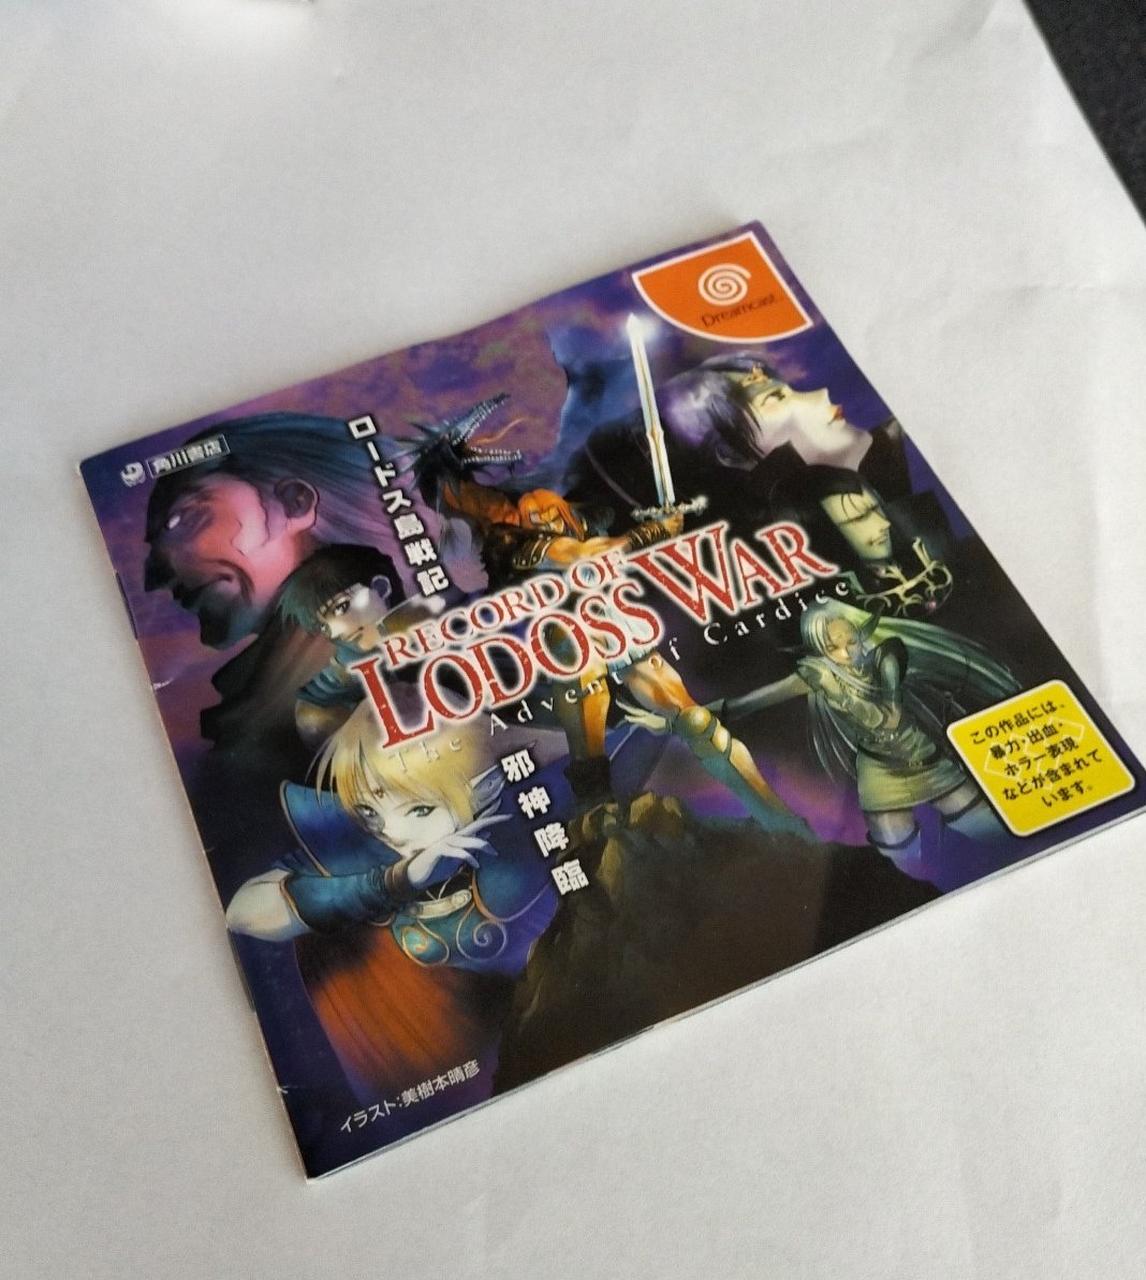 Dreamcast
角川書店
ロードス島戦記
RECORD OF
LODOSS WAR
The Advent of Cardice
邪神降臨
この作品には、
暴力・出血・
ホラー表現
などが含まれて
います。
イラスト:美樹本晴彦